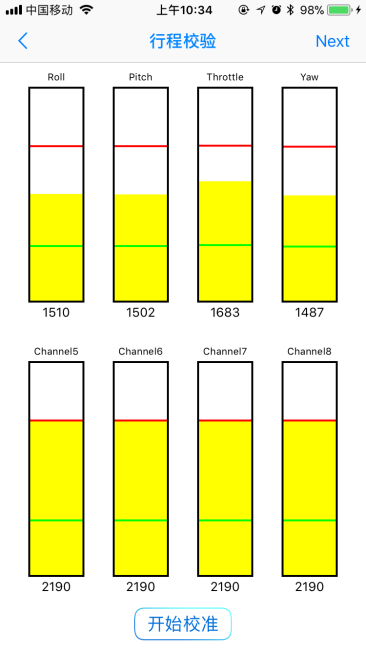 中国移动 上午10:34 98%
行程校验 Next
Roll Pitch Throttle Yaw
1510 1502 1683 1487
Channel5 Channel6 Channel7 Channel8
2190 2190 2190 2190
开始校准